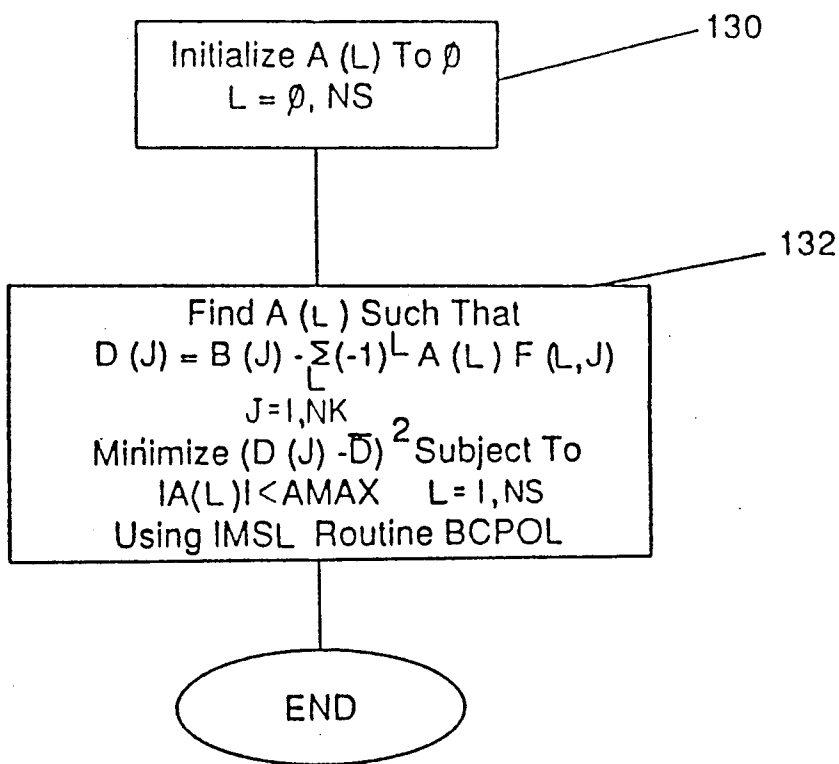 Initialize A (L) To ∅
L = ∅, NS
130
132
Find A (L) Such That
D (J) = B (J) - Σ(-1)^L A (L) F (L,J)
L
J=1,NK
Minimize (D (J) - D̅)² Subject To
|A(L)|<AMAX L=1,NS
Using IMSL Routine BCPOL
END